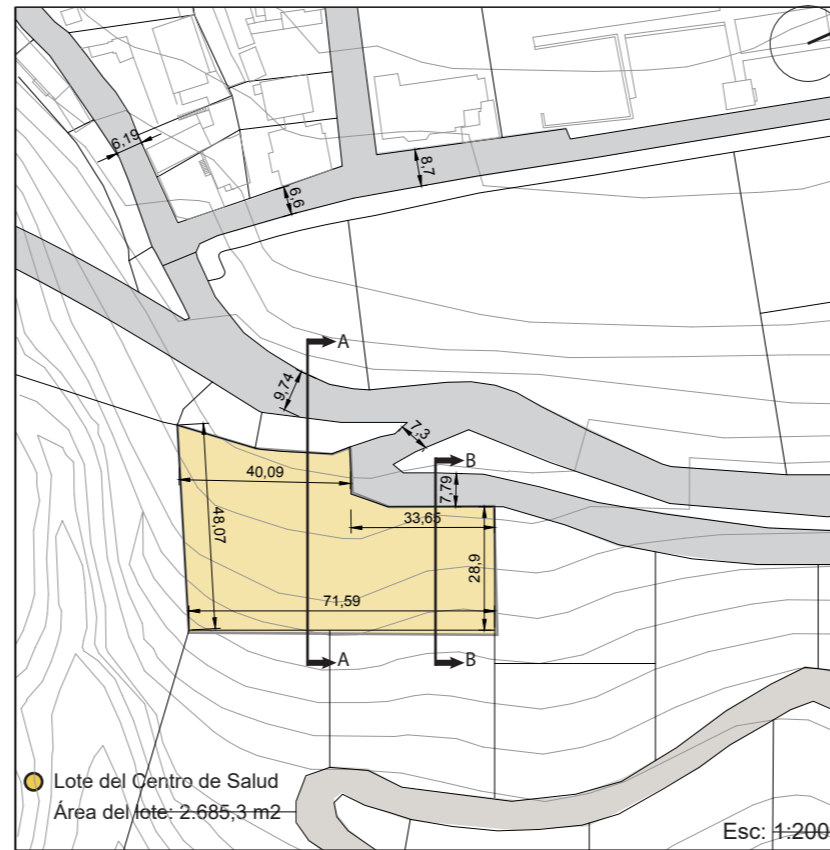 6,19
8,7
6,6
A
9,74
7,3
B
40,09
7,79
48,07
33,65
28,9
71,59
A
B
Lote del Centro de Salud
Área del lote: 2.685,3 m2
Esc: 1:200